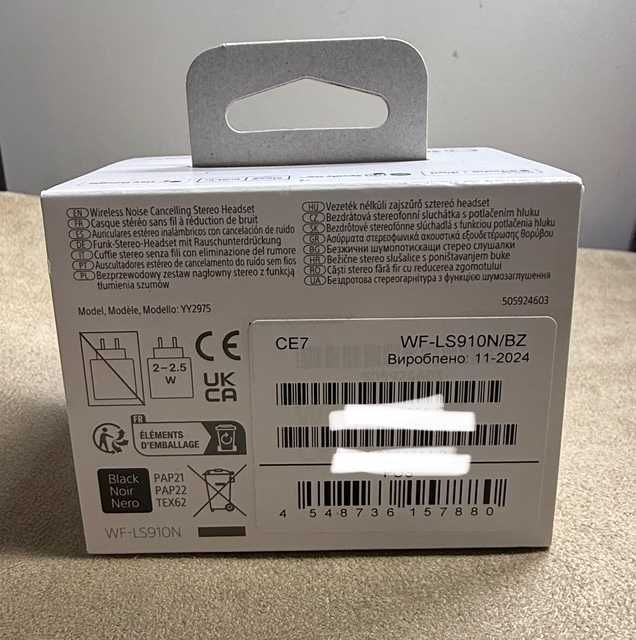 EN Wireless Noise Cancelling Stereo Headset
FR Casque stéréo sans fil à réduction de bruit
ES Auriculares estéreo inalámbricos con cancelación de ruido
DE Funk-Stereo-Headset mit Rauschunterdrückung
IT Cuffie stereo senza fili con eliminazione del rumore
PT Auscultadores estéreo de cancelamento do ruído sem fios
PL Bezprzewodowy zestaw nagłowny stereo z funkcją
tłumienia szumów
HU Vezeték nélküli zajszűrő sztereó headset
CZ Bezdrátová stereofonní sluchátka s potlačením hluku
SK Bezdrôtové stereofónne slúchadlá s funkciou potlačenia hluku
GR Ασύρματα στερεοφωνικά ακουστικά εξουδετέρωσης θορύβου
BG Безжични шумопотискащи стерео слушалки
HR Bežične stereo slušalice s poništavanjem buke
RO Căști stereo fără fir cu reducerea zgomotului
UA Бездротова стереогарнітура з функцією шумозаглушення
Model, Modèle, Modello: YY2975
505924603
2–2.5
W
CE
UK
CA
FR
ÉLÉMENTS
D'EMBALLAGE
Black
Noir
Nero
PAP21
PAP22
TEX62
WF-LS910N
CE7
WF-LS910N/BZ
Вироблено: 11-2024
4 548736 157880